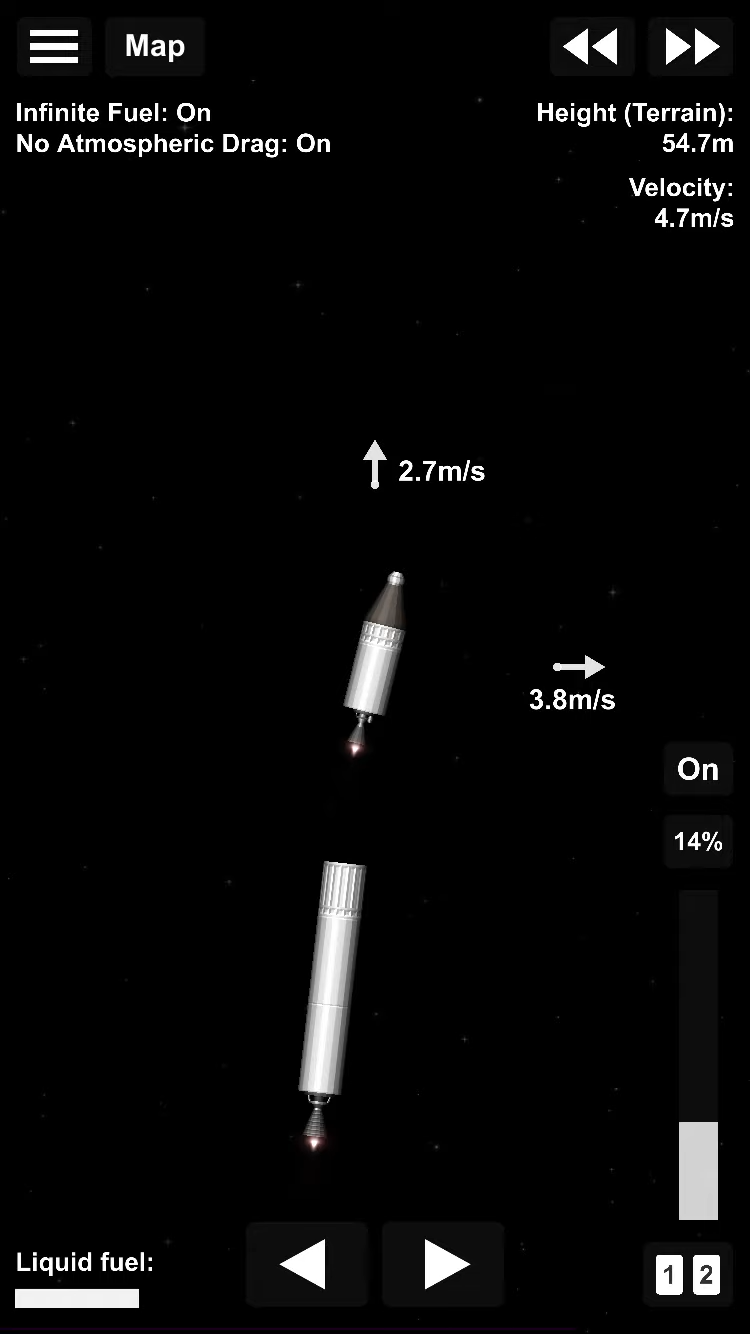 Map
Infinite Fuel: On
No Atmospheric Drag: On
Height (Terrain):
54.7m
Velocity:
4.7m/s
2.7m/s
3.8m/s
On
14%
Liquid fuel:
1 2